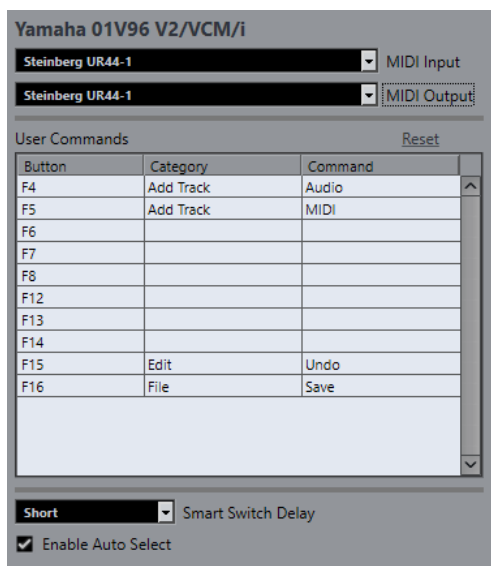 Yamaha 01V96 V2/VCM/i
Steinberg UR44-1 MIDI Input
Steinberg UR44-1 MIDI Output
User Commands Reset
Button Category Command
F4 Add Track Audio
F5 Add Track MIDI
F6
F7
F8
F12
F13
F14
F15 Edit Undo
F16 File Save
Short Smart Switch Delay
Enable Auto Select